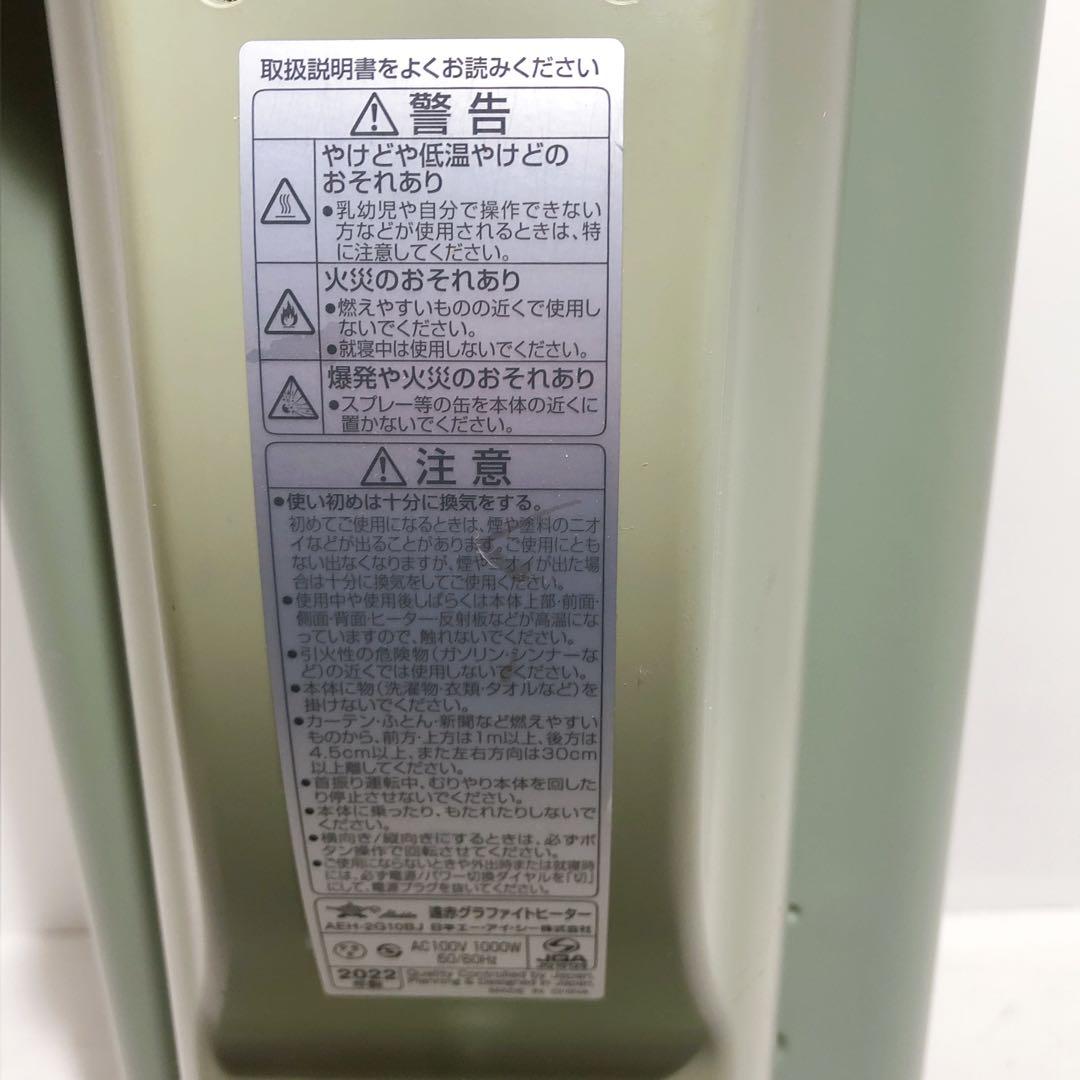 取扱説明書をよくお読みください
警告
やけどや低温やけどの
おそれあり
●乳幼児や自分で操作できない
方などが使用されるときは、特
に注意してください。
火災のおそれあり
●燃えやすいものの近くで使用し
ないでください。
●就寝中は使用しないでください。
爆発や火災のおそれあり
●スプレー等の缶を本体の近くに
置かないでください。
注意
●使い初めは十分に換気をする。
初めてご使用になるときは、煙や塗料のニオ
イなどが出ることがあります。ご使用にとも
ない出なくなりますが、煙やニオイが出た場
合は十分に換気をしてご使用ください。
●使用中や使用後しばらくは本体上部・前面・
側面・背面・ヒーター・反射板などが高温にな
っていますので、触れないでください。
●引火性の危険物（ガソリン・シンナーな
ど）の近くでは使用しないでください。
●本体に物（洗濯物・衣類・タオルなど）を
掛けないでください。
●カーテン・ふとん・新聞など燃えやすい
ものから、前方・上方は1m以上、後方は
4.5cm以上、また左右方向は30cm
以上離してください。
●首振り運転中、むりやり本体を回した
り停止させないでください。
●本体に乗ったり、もたれたりしないで
ください。
●横向き/縦向きにするときは、必ずボ
タン操作で回転させてください。
●ご使用にならないときや外出時または就寝時
には、必ず電源/パワー切換ダイヤルを「切」
にして、電源プラグを抜いてください。
Aladdin 遠赤グラファイトヒーター
AEH-2G10BJ 日本エー・アイ・シー株式会社
AC100V 1000W
50/60Hz
JQA
2022
年製
Quality Controlled by Japan.
Planning & Designed in Japan.
MADE IN CHINA